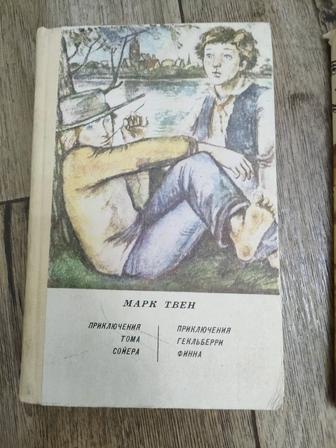 МАРК ТВЕН
ПРИКЛЮЧЕНИЯ
ТОМА
СОЙЕРА
ПРИКЛЮЧЕНИЯ
ГЕКЛЬБЕРРИ
ФИННА